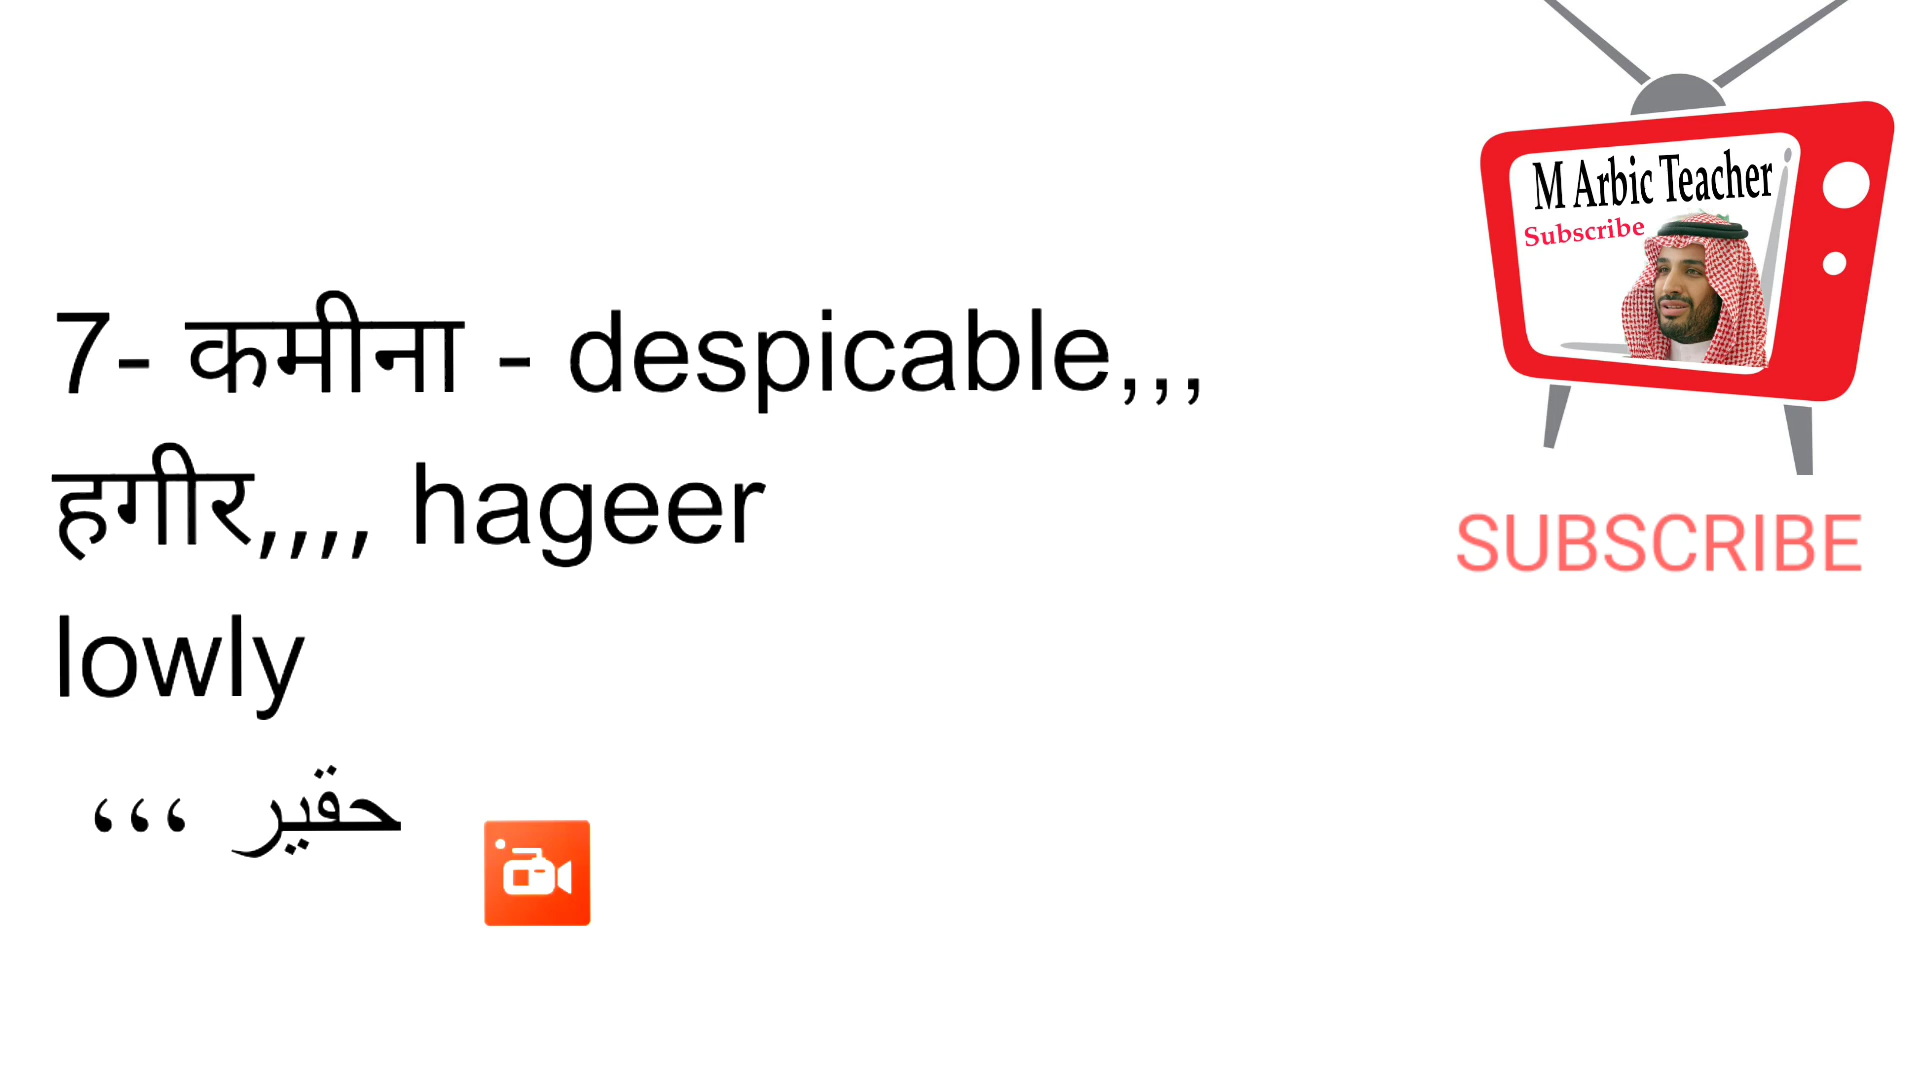 7- कमीना - despicable,,,
हगीर,,,, hageer
lowly
حقير ،،،
M Arbic Teacher
Subscribe
SUBSCRIBE